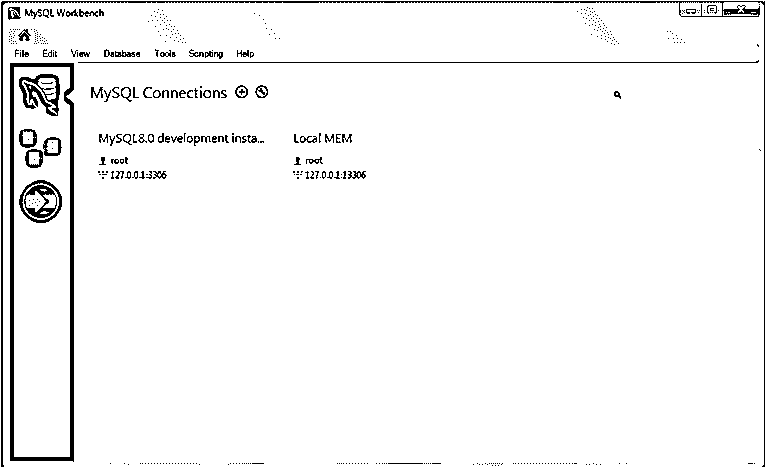 MySQL Workbench
File Edit View Database Tools Scripting Help
MySQL Connections
MySQL8.0 development insta... Local MEM
root root
127.0.0.1:3306 127.0.0.1:13306